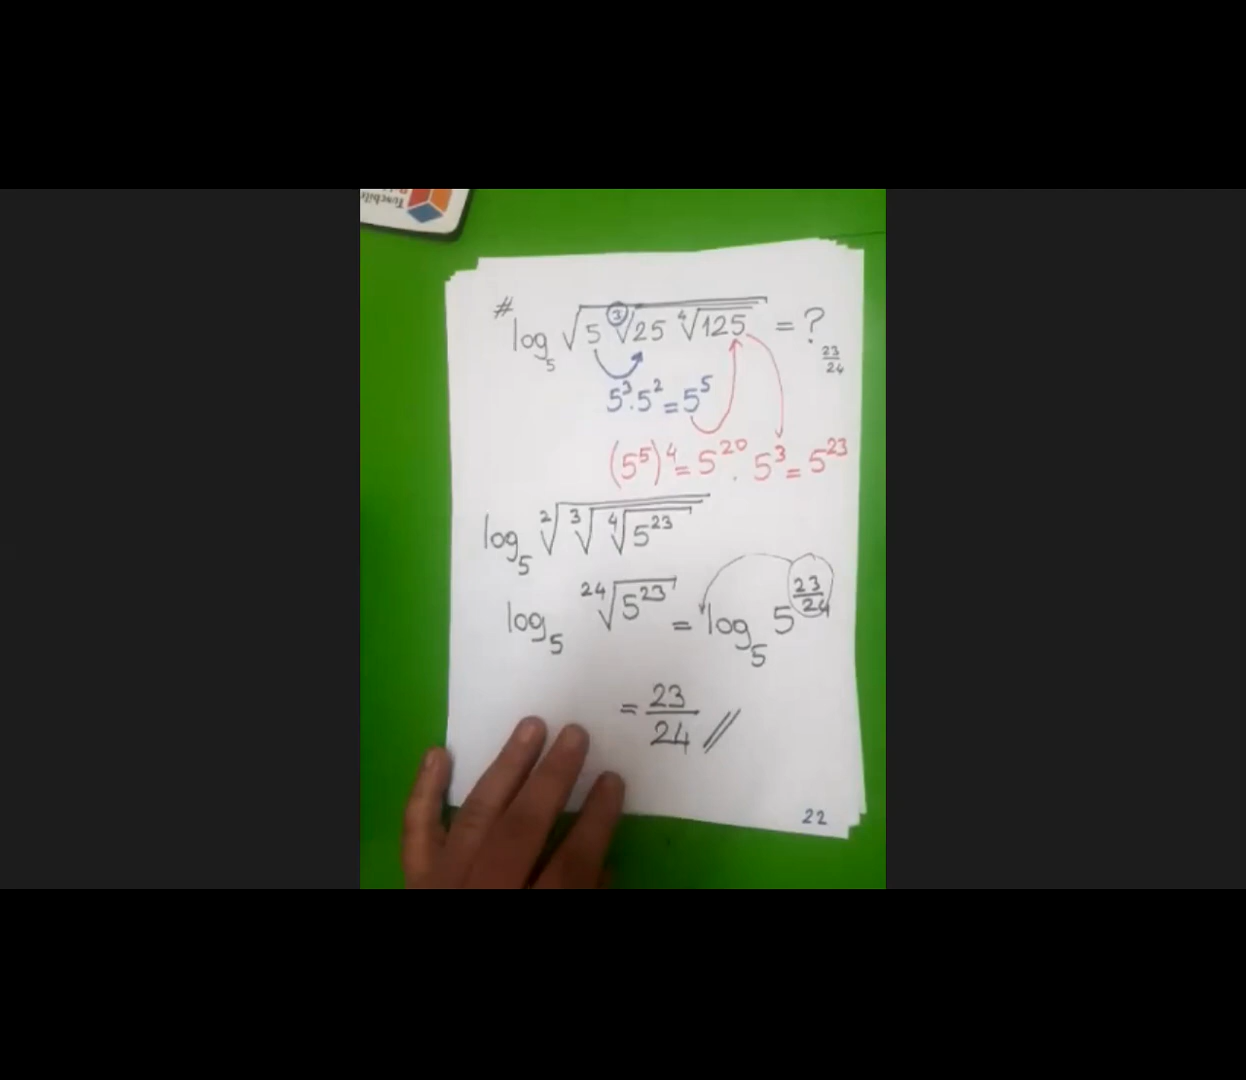 # log₅ √(5 ∛(25 ∜125)) = ?
23/24
5³.5² = 5⁵
(5⁵)⁴ = 5²⁰ . 5³ = 5²³
log₅ ²√(³√(⁴√(5²³)))
log₅ ²⁴√(5²³) = log₅ 5^(23/24)
= 23/24 //
22